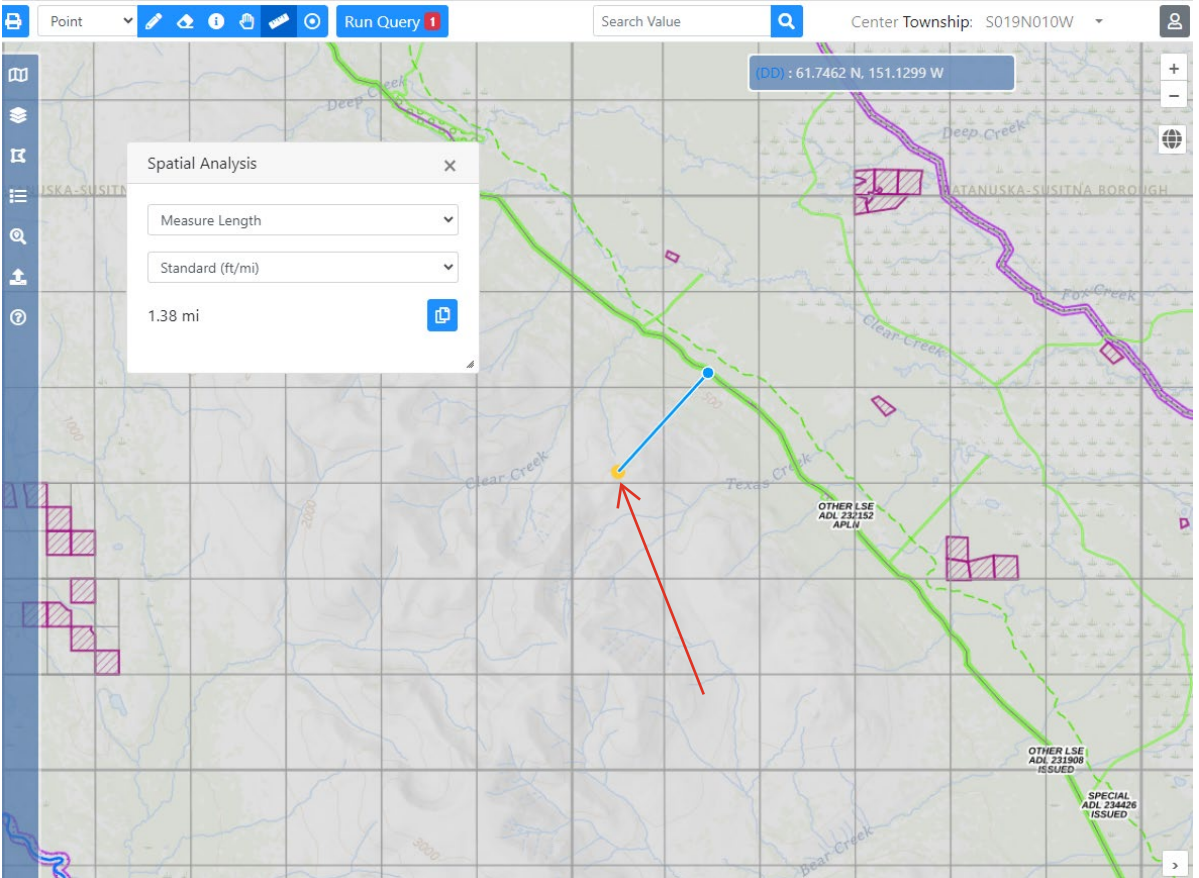 Point
Run Query 1
Search Value
Center Township: S019N010W
(DD) : 61.7462 N, 151.1299 W
+
−
Deep Creek
Deep Creek
Spatial Analysis
×
NUSKA-SUSITN
MATANUSKA-SUSITNA BOROUGH
Measure Length
Standard (ft/mi)
1.38 mi
Fox Creek
Clear Creek
500
1000
Clear Creek
Texas Creek
2000
OTHER LSE
ADL 232152
APLN
OTHER LSE
ADL 231908
ISSUED
SPECIAL
ADL 234426
ISSUED
3000
Bear Creek